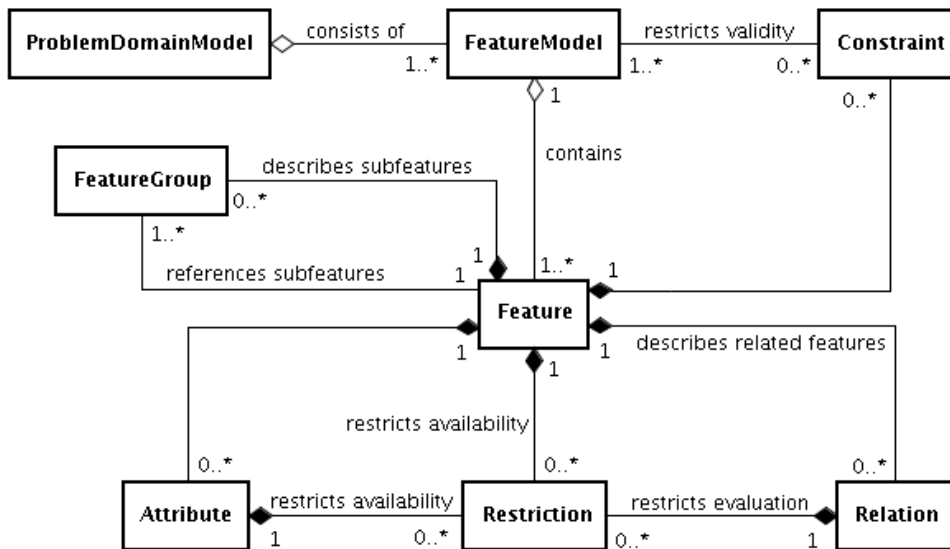 ProblemDomainModel
consists of
1..*
FeatureModel
restricts validity
1..*
0..*
Constraint
1
0..*
contains
FeatureGroup
describes subfeatures
0..*
1..*
references subfeatures
1
1
1..*
1
Feature
1
1
1
describes related features
restricts availability
0..*
0..*
0..*
Attribute
restricts availability
1
0..*
Restriction
restricts evaluation
0..*
1
Relation